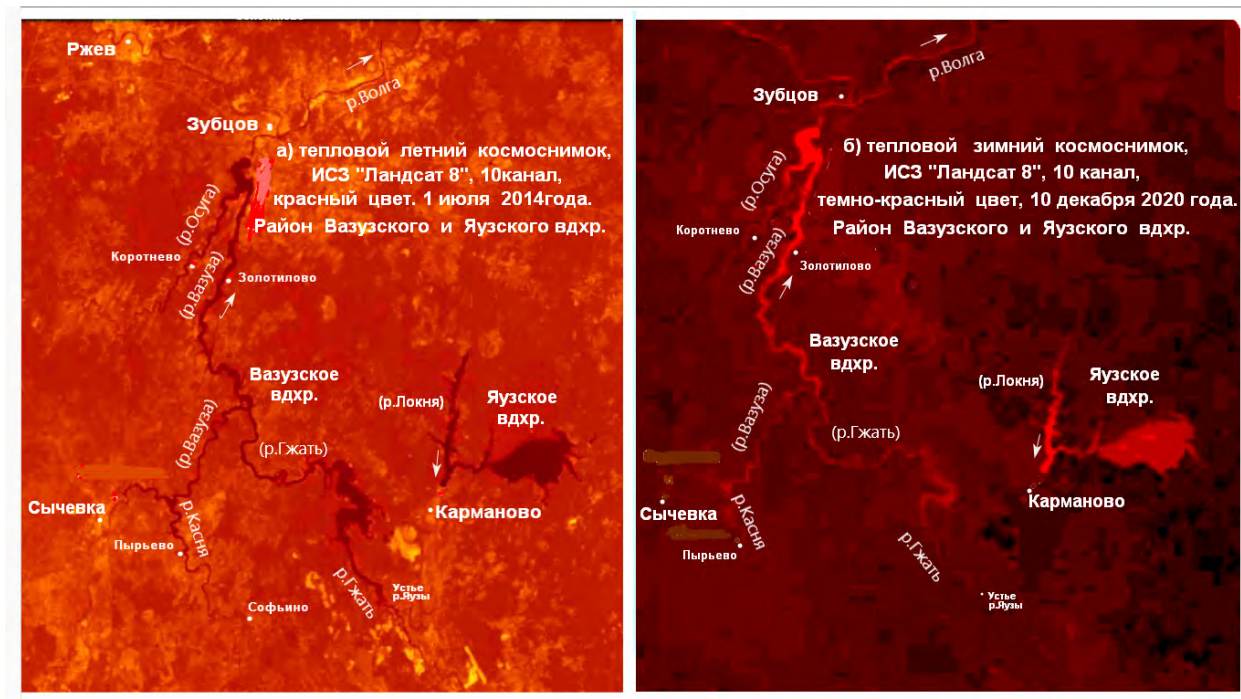 Ржев
р.Волга
Зубцов
а) тепловой летний космоснимок,
ИСЗ "Ландсат 8", 10канал,
красный цвет. 1 июля 2014года.
Район Вазузского и Яузского вдхр.
(р.Осуга)
Коротнево
(р.Вазуза)
Золотилово
Вазузское
вдхр.
(р.Локня)
Яузское
вдхр.
(р.Вазуза)
(р.Гжать)
Сычевка
Карманово
р.Касня
Пырьево
р.Гжать
Устье
р.Яузы
Софьино
р.Волга
Зубцов
б) тепловой зимний космоснимок,
ИСЗ "Ландсат 8", 10 канал,
темно-красный цвет, 10 декабря 2020 года.
Район Вазузского и Яузского вдхр.
(р.Осуга)
Коротнево
(р.Вазуза)
Золотилово
Вазузское
вдхр.
(р.Локня)
Яузское
вдхр.
(р.Вазуза)
(р.Гжать)
Сычевка
Карманово
р.Касня
Пырьево
р.Гжать
Устье
р.Яузы